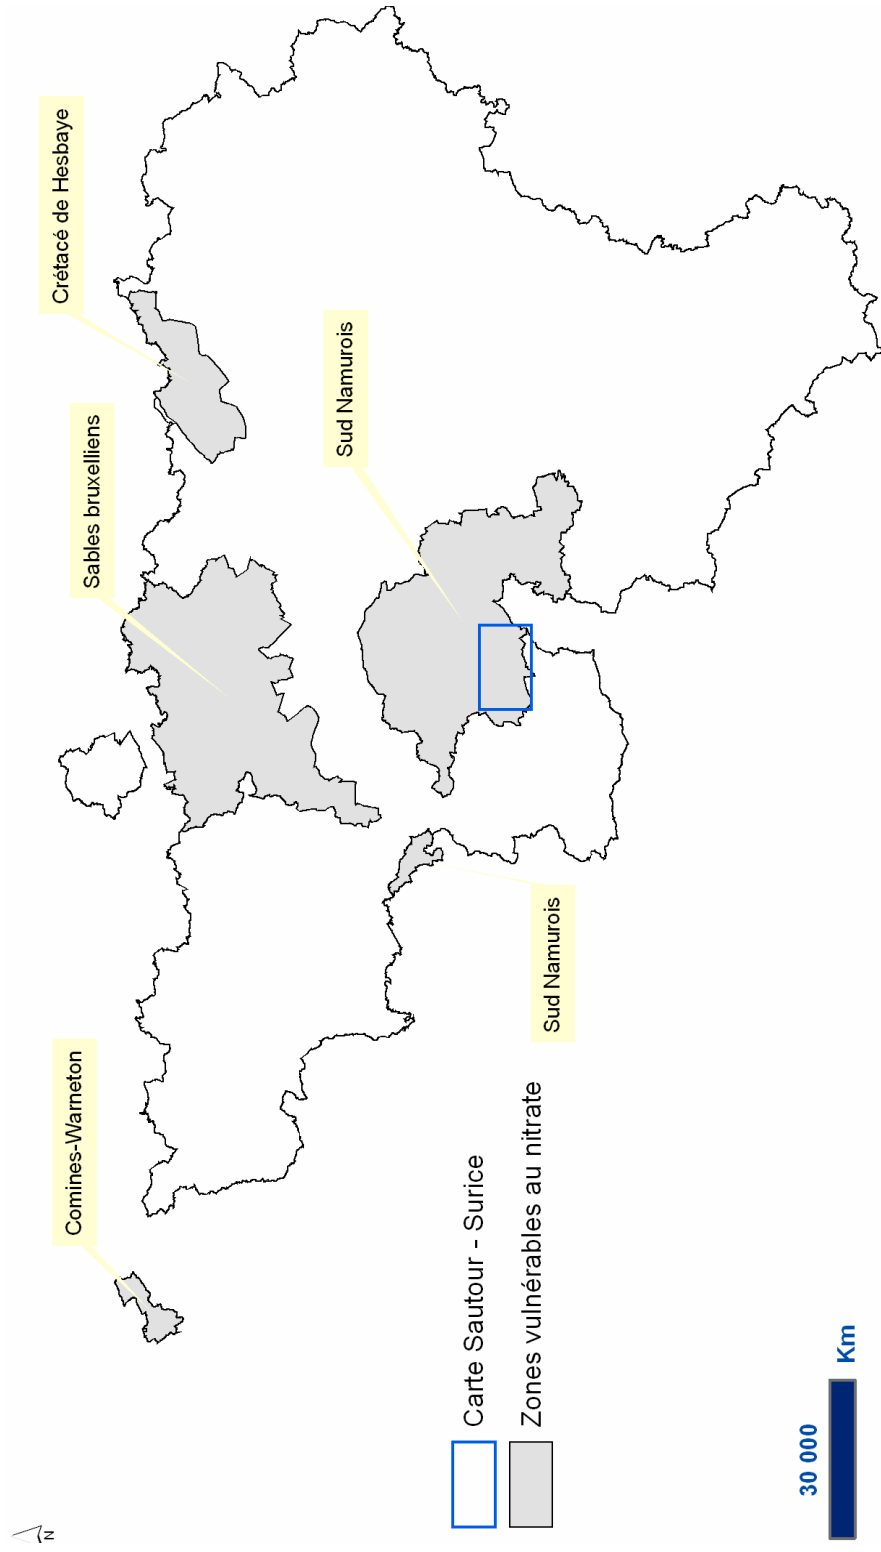 Comines-Warneton
Sables bruxelliens
Crétacé de Hesbaye
Sud Namurois
Sud Namurois
Carte Sautour - Surice
Zones vulnérables au nitrate
30 000
Km
N